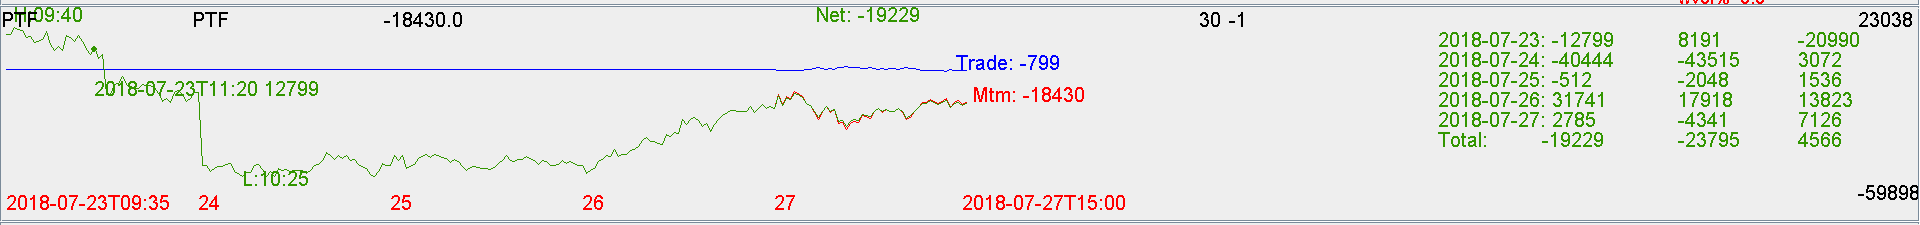 PTF H:09:40 PTF -18430.0 Net: -19229 30 -1 23038
2018-07-23: -12799 8191 -20990
Trade: -799 2018-07-24: -40444 -43515 3072
2018-07-23T11:20 12799 2018-07-25: -512 -2048 1536
Mtm: -18430 2018-07-26: 31741 17918 13823
2018-07-27: 2785 -4341 7126
Total: -19229 -23795 4566
L:10:25
-59898
2018-07-23T09:35 24 25 26 27 2018-07-27T15:00